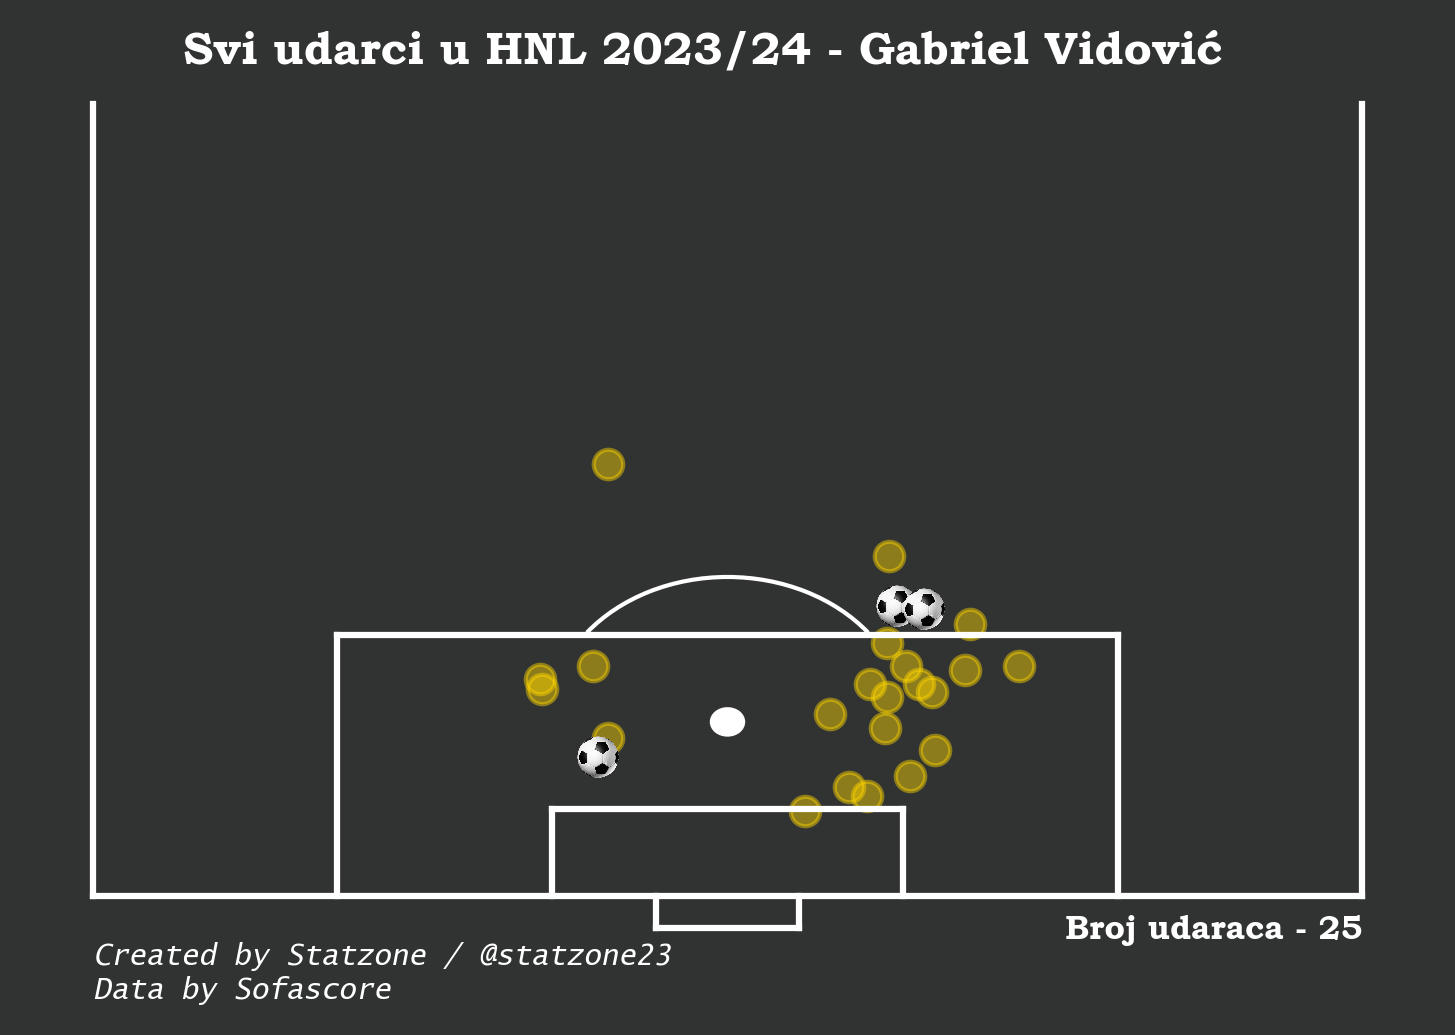 Svi udarci u HNL 2023/24 - Gabriel Vidović
Broj udaraca - 25
Created by Statzone / @statzone23
Data by Sofascore